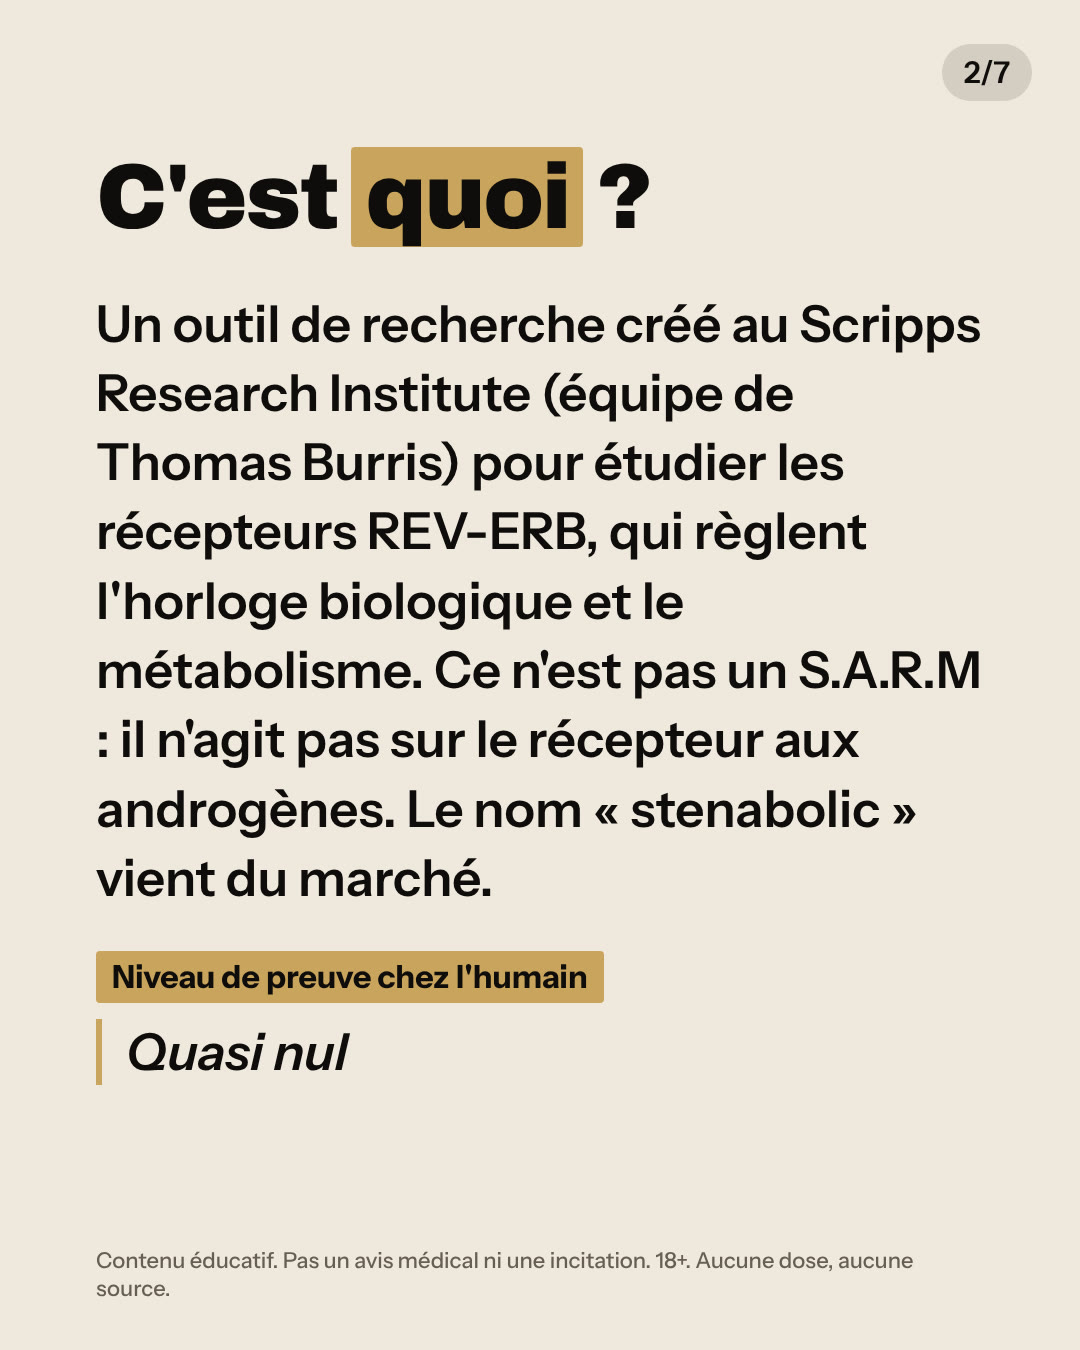 2/7
C'est quoi ?
Un outil de recherche créé au Scripps
Research Institute (équipe de
Thomas Burris) pour étudier les
récepteurs REV-ERB, qui règlent
l'horloge biologique et le
métabolisme. Ce n'est pas un S.A.R.M
: il n'agit pas sur le récepteur aux
androgènes. Le nom « stenabolic »
vient du marché.
Niveau de preuve chez l'humain
Quasi nul
Contenu éducatif. Pas un avis médical ni une incitation. 18+. Aucune dose, aucune
source.